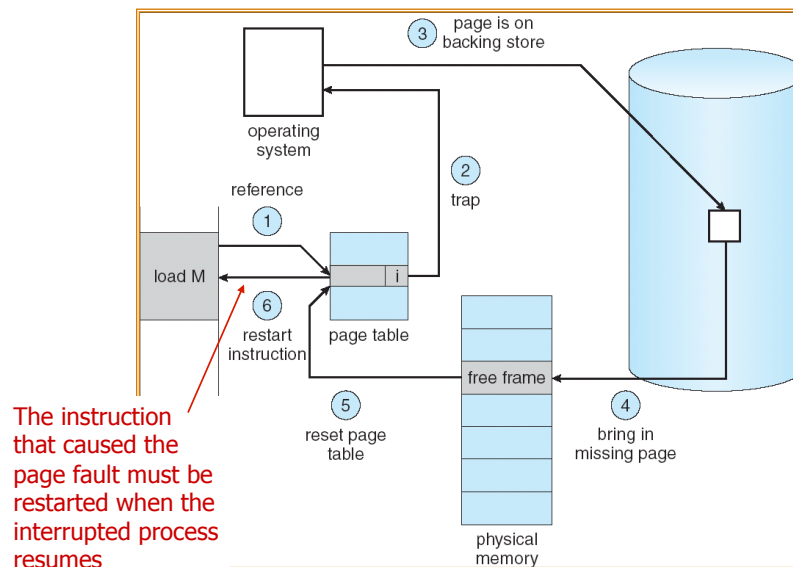 3
page is on
backing store
operating
system
2
trap
reference
1
load M
i
6
restart
instruction
page table
free frame
5
reset page
table
4
bring in
missing page
physical
memory
The instruction
that caused the
page fault must be
restarted when the
interrupted process
resumes